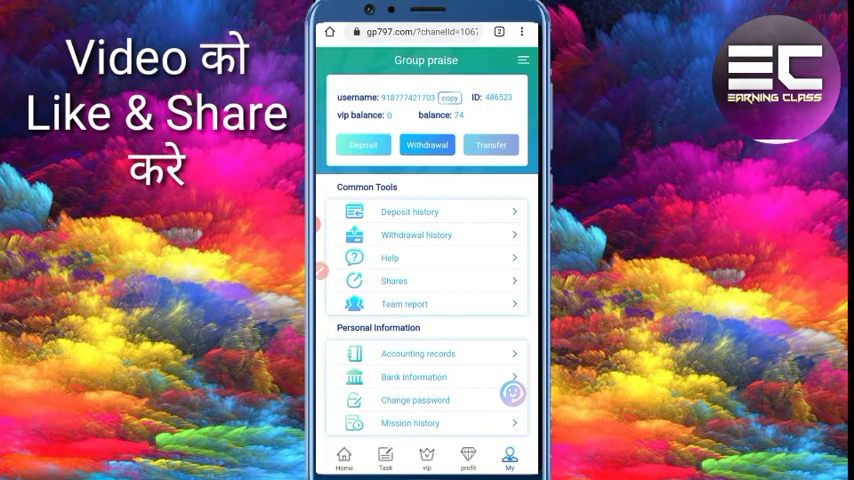 Video को
Like & Share
करे
gp797.com/?chanelId=1067
2
Group praise
username: 918777421703 copy ID: 486523
vip balance: 0 balance: 74
Deposit Withdrawal Transfer
Common Tools
Deposit history
Withdrawal history
Help
Shares
Team report
Personal Information
Accounting records
Bank information
Change password
Mission history
Home Task vip profit My
EC
EARNING CLASS